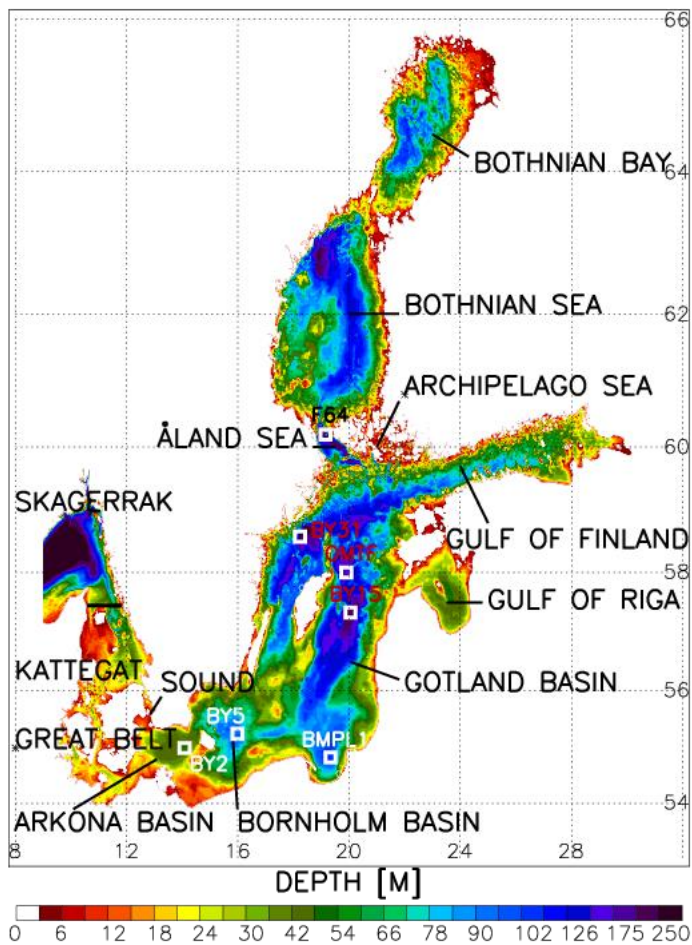 66
BOTHNIAN BAY
64
BOTHNIAN SEA
62
ARCHIPELAGO SEA
F64
ÅLAND SEA
60
SKAGERRAK
BY31
GULF OF FINLAND
OMTF
58
BY15
GULF OF RIGA
KATTEGAT
SOUND
56
GOTLAND BASIN
BY5
GREAT BELT
BY2
BMPL1
54
ARKONA BASIN
BORNHOLM BASIN
8 12 16 20 24 28
DEPTH [M]
0 6 12 18 24 30 42 54 66 78 90 102 126 175 250